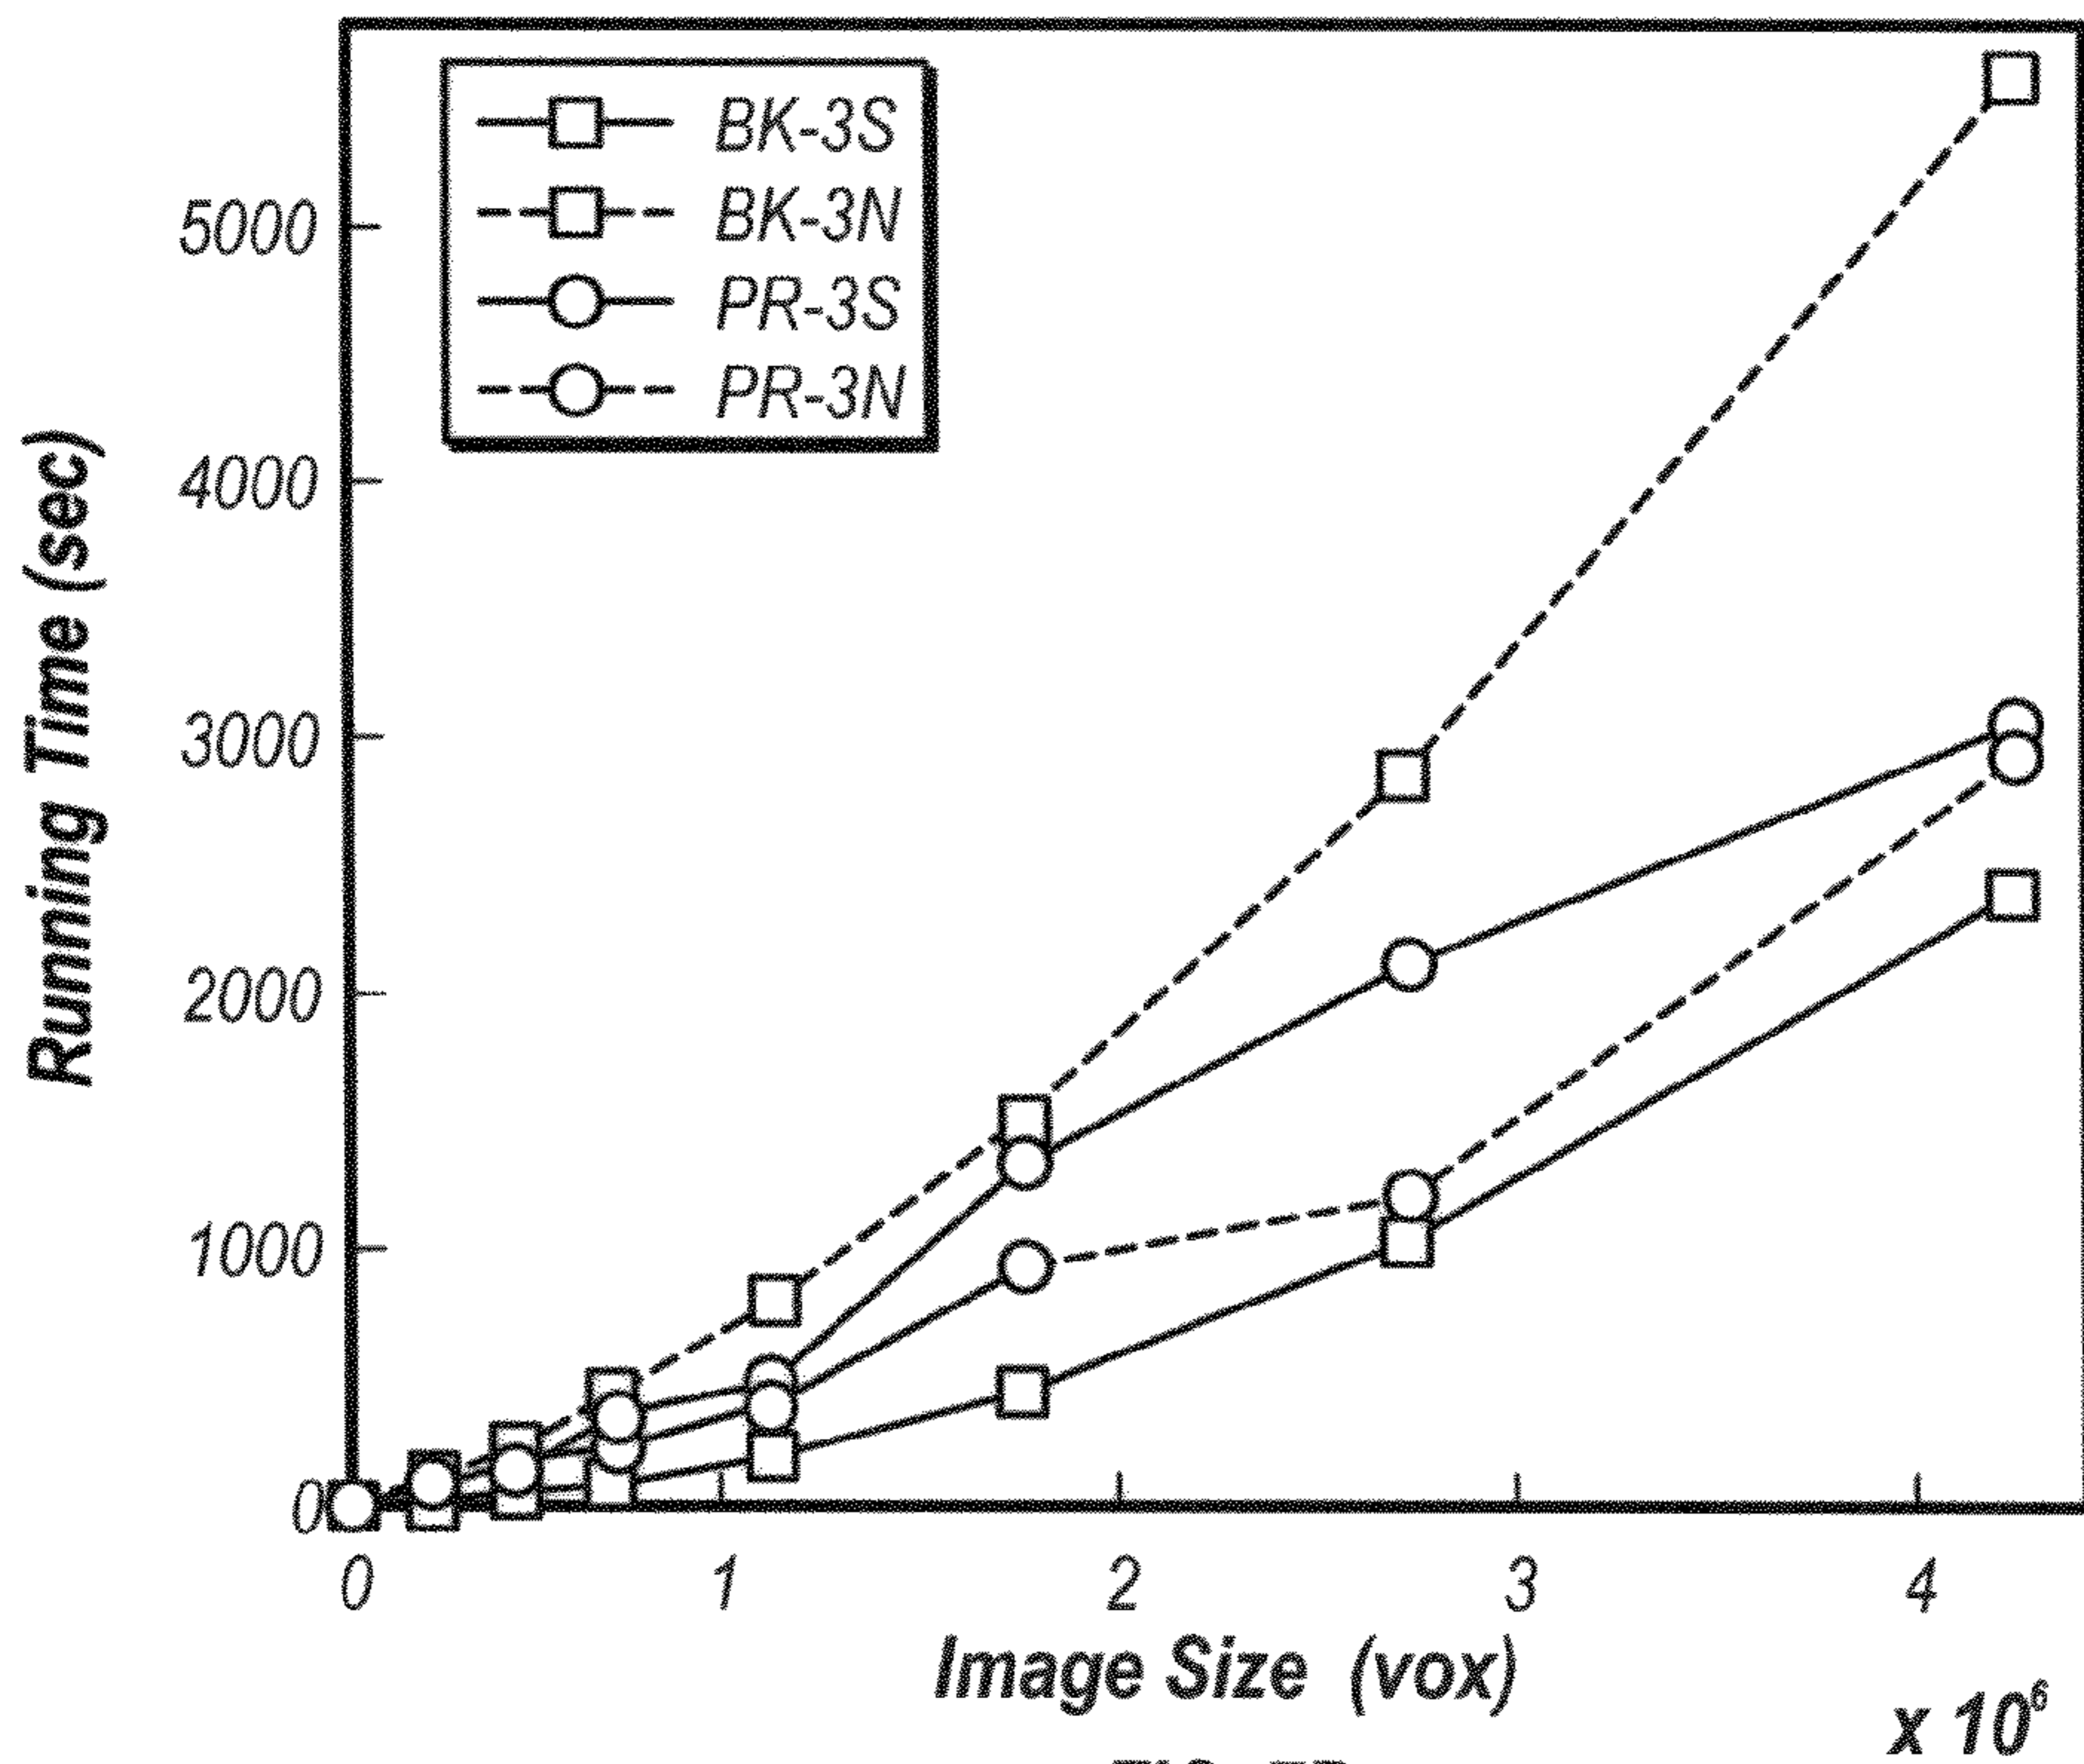 BK-3S
BK-3N
PR-3S
PR-3N
Running Time (sec)
5000
4000
3000
2000
1000
0
0 1 2 3 4
Image Size (vox)
x 10⁶